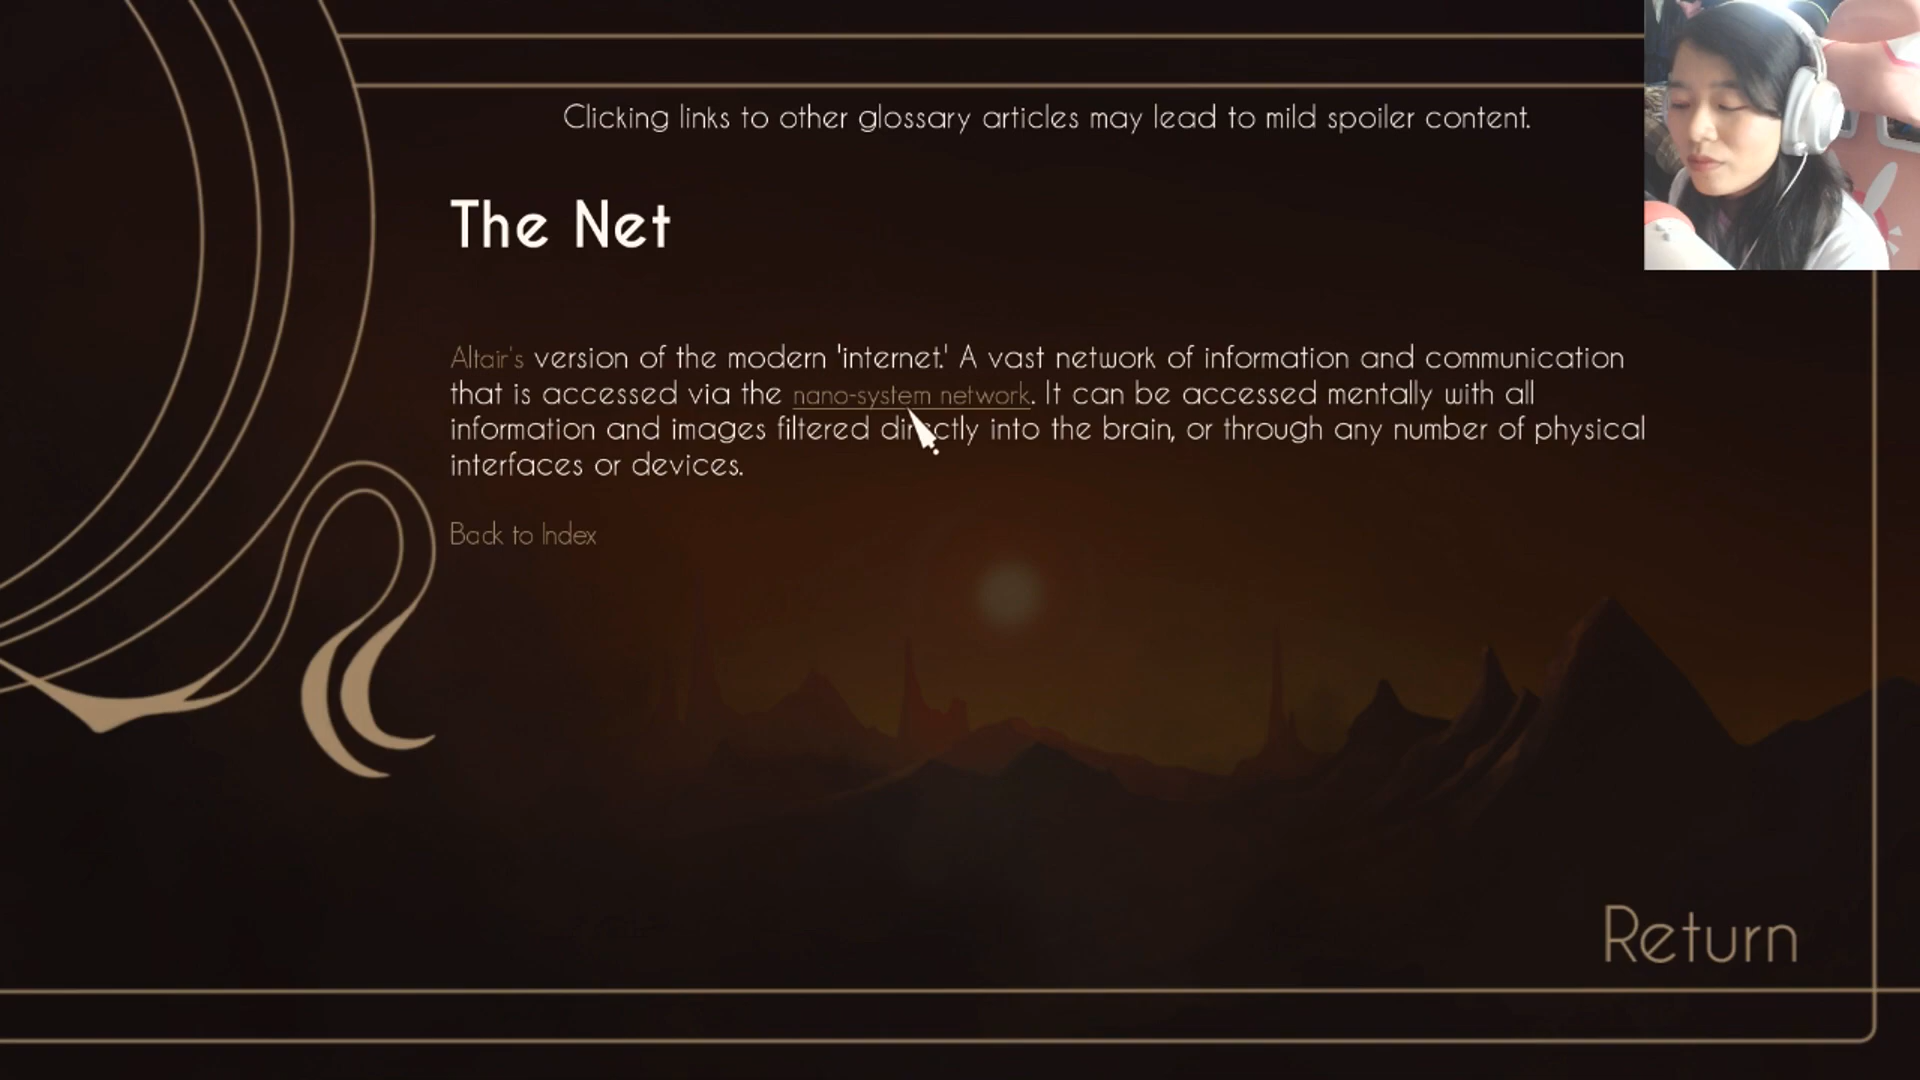 Clicking links to other glossary articles may lead to mild spoiler content.
The Net
Altair's version of the modern 'internet.' A vast network of information and communication
that is accessed via the nano-system network. It can be accessed mentally with all
information and images filtered directly into the brain, or through any number of physical
interfaces or devices.
Back to Index
Return